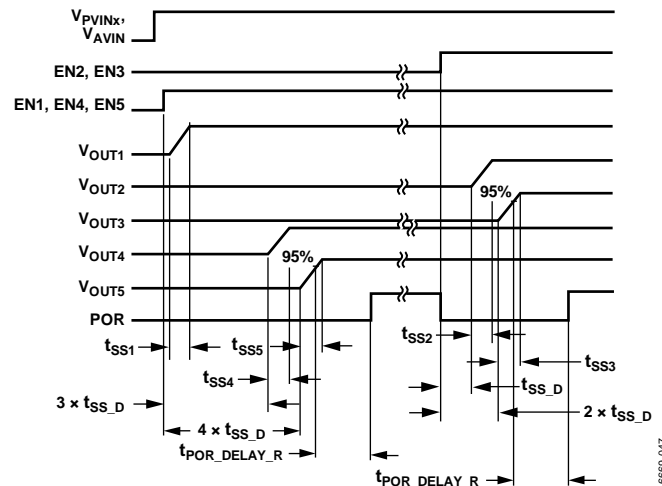 VPVINx,
VAVIN
EN2, EN3
EN1, EN4, EN5
VOUT1
VOUT2
95%
VOUT3
VOUT4
95%
VOUT5
POR
tSS1
tSS5
tSS2
tSS3
tSS4
tSS_D
3 × tSS_D
2 × tSS_D
4 × tSS_D
tPOR_DELAY_R
tPOR_DELAY_R